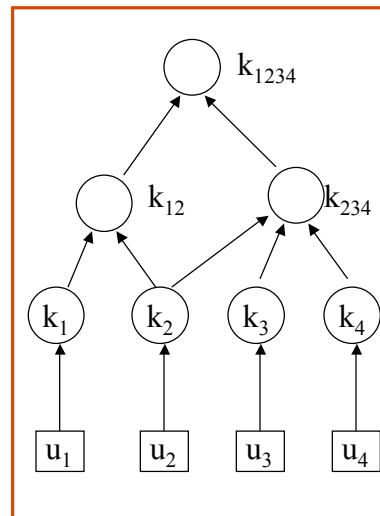 k₁₂₃₄
k₁₂ k₂₃₄
k₁ k₂ k₃ k₄
u₁ u₂ u₃ u₄